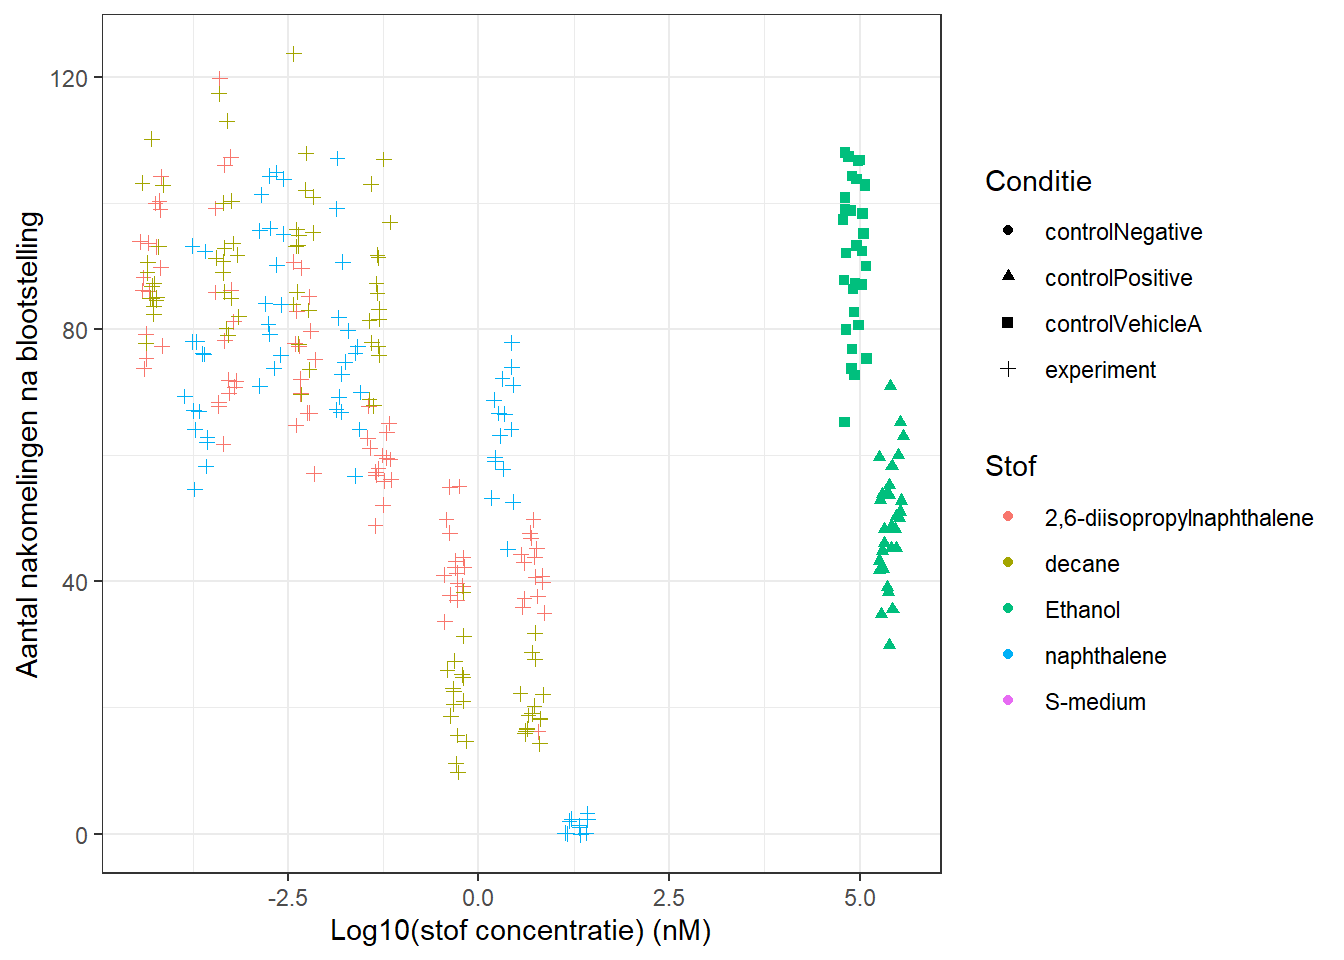 120
80
40
0
Aantal nakomelingen na blootstelling
-2.5
0.0
2.5
5.0
Log10(stof concentratie) (nM)
Conditie
controlNegative
controlPositive
controlVehicleA
experiment
Stof
2,6-diisopropylnaphthalene
decane
Ethanol
naphthalene
S-medium